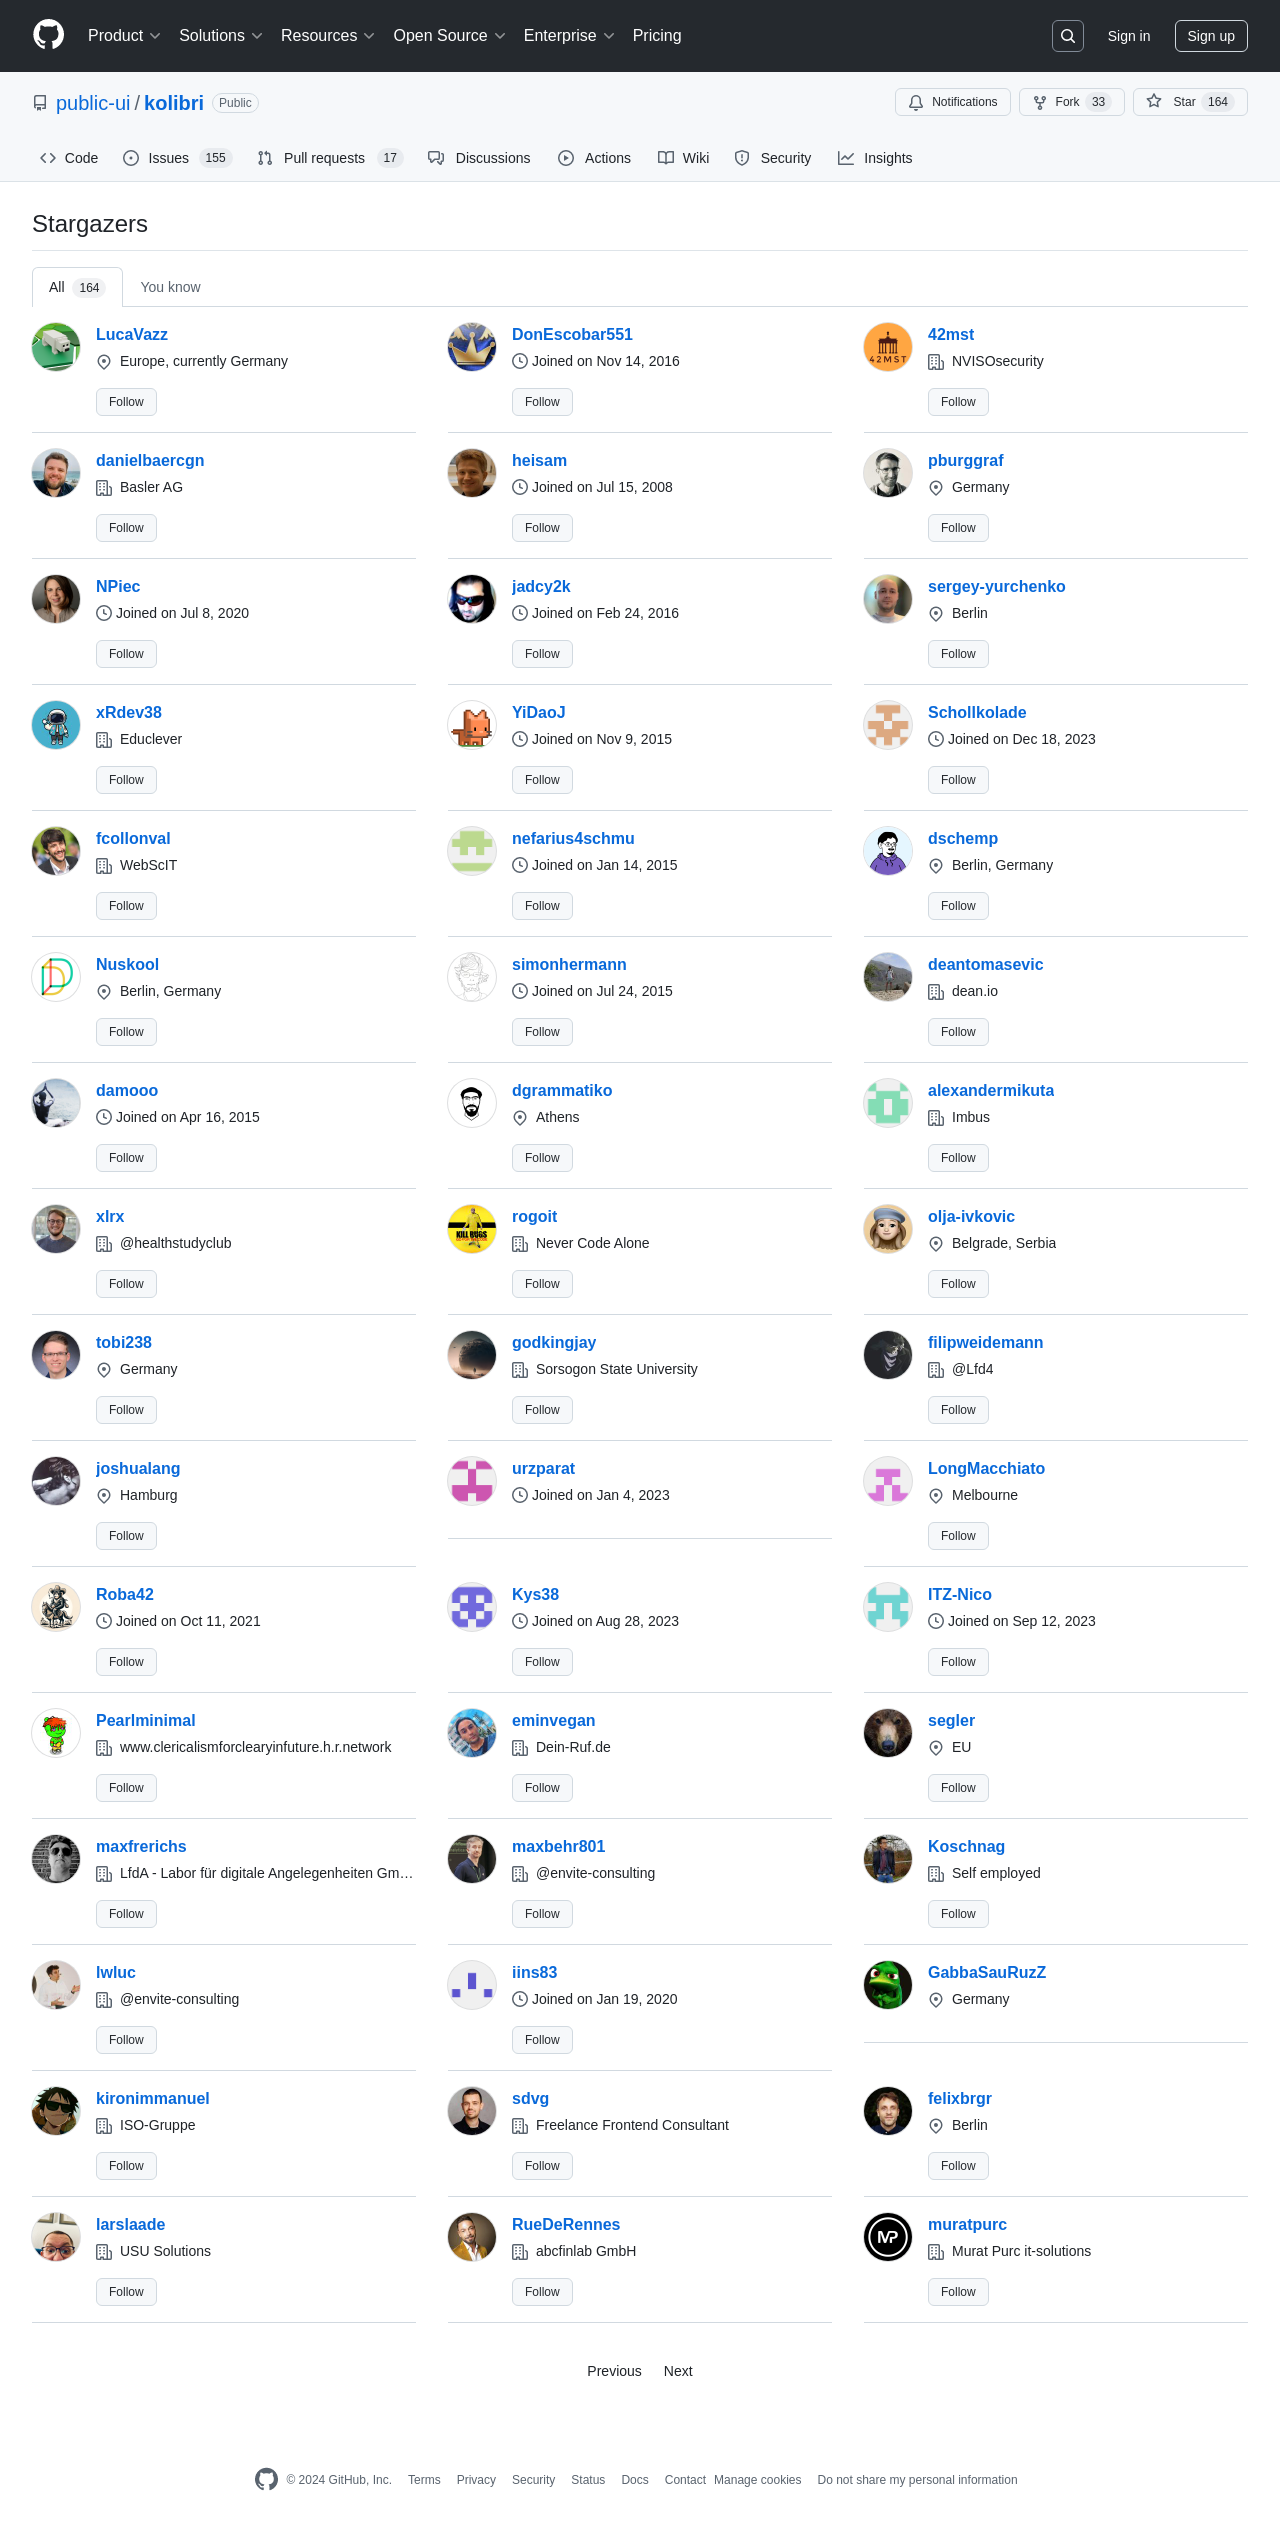 Product Solutions Resources Open Source Enterprise Pricing Sign in Sign up
public-ui / kolibri Public Notifications Fork 33 Star 164
Code Issues 155 Pull requests 17 Discussions Actions Wiki Security Insights
Stargazers
All 164 You know
LucaVazz DonEscobar551 42mst
Europe, currently Germany Joined on Nov 14, 2016 NVISOsecurity
42MST
Follow Follow Follow
danielbaercgn heisam pburggraf
Basler AG Joined on Jul 15, 2008 Germany
Follow Follow Follow
NPiec jadcy2k sergey-yurchenko
Joined on Jul 8, 2020 Joined on Feb 24, 2016 Berlin
Follow Follow Follow
xRdev38 YiDaoJ Schollkolade
Educlever Joined on Nov 9, 2015 Joined on Dec 18, 2023
Follow Follow Follow
fcollonval nefarius4schmu dschemp
WebScIT Joined on Jan 14, 2015 Berlin, Germany
Follow Follow Follow
Nuskool simonhermann deantomasevic
Berlin, Germany Joined on Jul 24, 2015 dean.io
Follow Follow Follow
damooo dgrammatiko alexandermikuta
Joined on Apr 16, 2015 Athens Imbus
Follow Follow Follow
xlrx rogoit olja-ivkovic
KILL BUGS
@healthstudyclub Never Code Alone Belgrade, Serbia
Follow Follow Follow
tobi238 godkingjay filipweidemann
Germany Sorsogon State University @Lfd4
Follow Follow Follow
joshualang urzparat LongMacchiato
Hamburg Joined on Jan 4, 2023 Melbourne
Follow Follow
Roba42 Kys38 ITZ-Nico
Joined on Oct 11, 2021 Joined on Aug 28, 2023 Joined on Sep 12, 2023
Follow Follow Follow
Pearlminimal eminvegan segler
www.clericalismforclearyinfuture.h.r.network Dein-Ruf.de EU
Follow Follow Follow
maxfrerichs maxbehr801 Koschnag
LfdA - Labor für digitale Angelegenheiten Gm… @envite-consulting Self employed
Follow Follow Follow
lwluc iins83 GabbaSauRuzZ
@envite-consulting Joined on Jan 19, 2020 Germany
Follow Follow
kironimmanuel sdvg felixbrgr
ISO-Gruppe Freelance Frontend Consultant Berlin
Follow Follow Follow
larslaade RueDeRennes muratpurc
MP
USU Solutions abcfinlab GmbH Murat Purc it-solutions
Follow Follow Follow
Previous Next
© 2024 GitHub, Inc. Terms Privacy Security Status Docs Contact Manage cookies Do not share my personal information